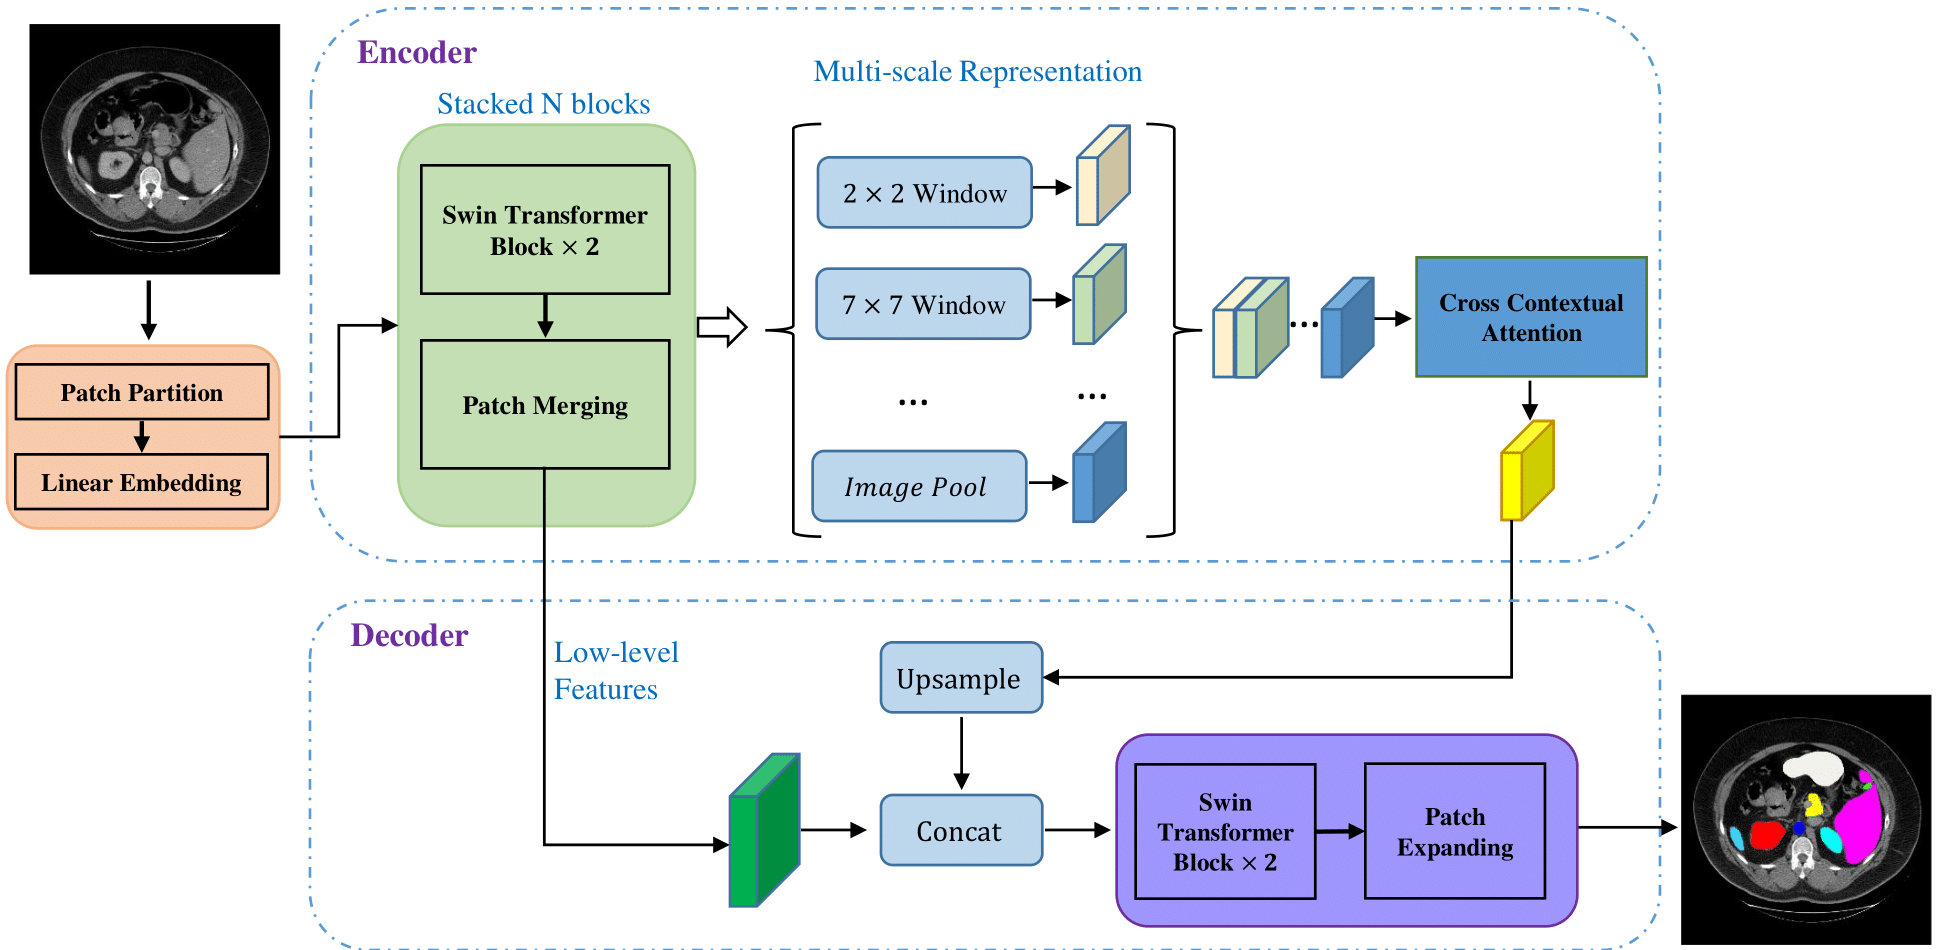 Encoder
Multi-scale Representation
Stacked N blocks
Swin Transformer
Block × 2
Patch Merging
2 × 2 Window
7 × 7 Window
...
...
Image Pool
...
Cross Contextual
Attention
Patch Partition
Linear Embedding
Decoder
Low-level
Features
Upsample
Concat
Swin
Transformer
Block × 2
Patch
Expanding